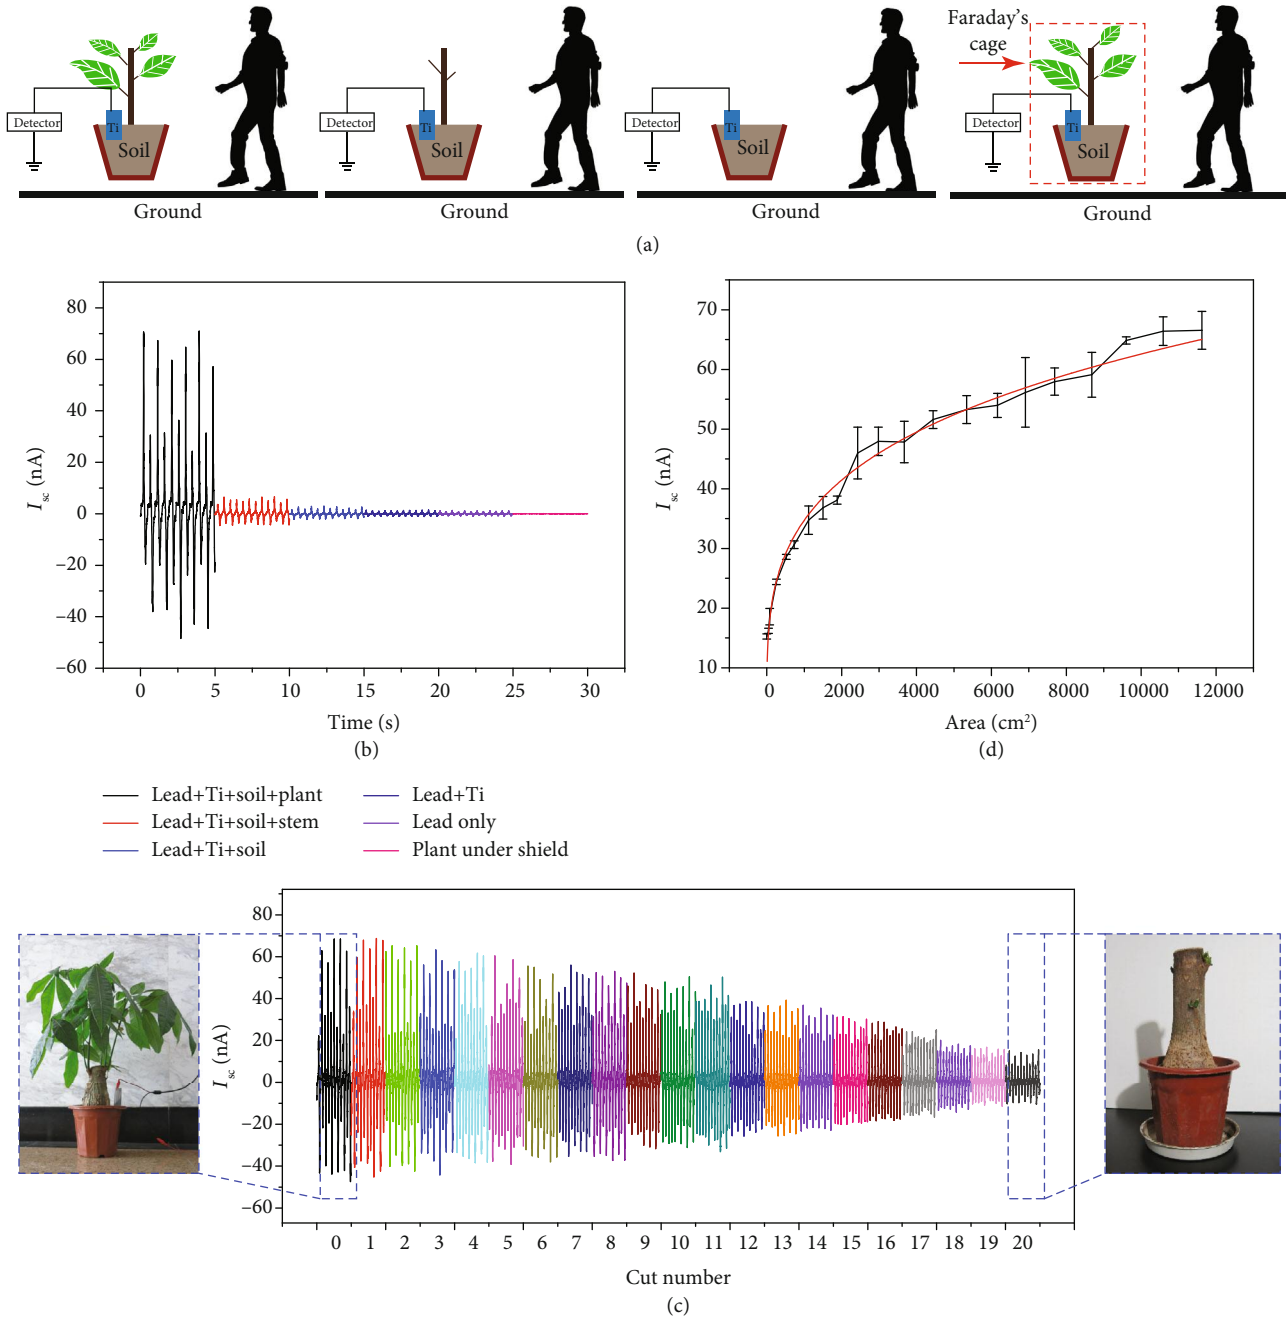 Faraday's
cage
Detector
Ti
Soil
Detector
Ti
Soil
Detector
Ti
Soil
Detector
Ti
Soil
Ground
Ground
Ground
Ground
(a)
80
60
40
20
0
−20
−40
−60
Isc (nA)
0 5 10 15 20 25 30
Time (s)
(b)
70
60
50
40
30
20
10
Isc (nA)
0 2000 4000 6000 8000 10000 12000
Area (cm²)
(d)
Lead+Ti+soil+plant
Lead+Ti+soil+stem
Lead+Ti+soil
Lead+Ti
Lead only
Plant under shield
80
60
40
20
0
−20
−40
−60
Isc (nA)
0 1 2 3 4 5 6 7 8 9 10 11 12 13 14 15 16 17 18 19 20
Cut number
(c)